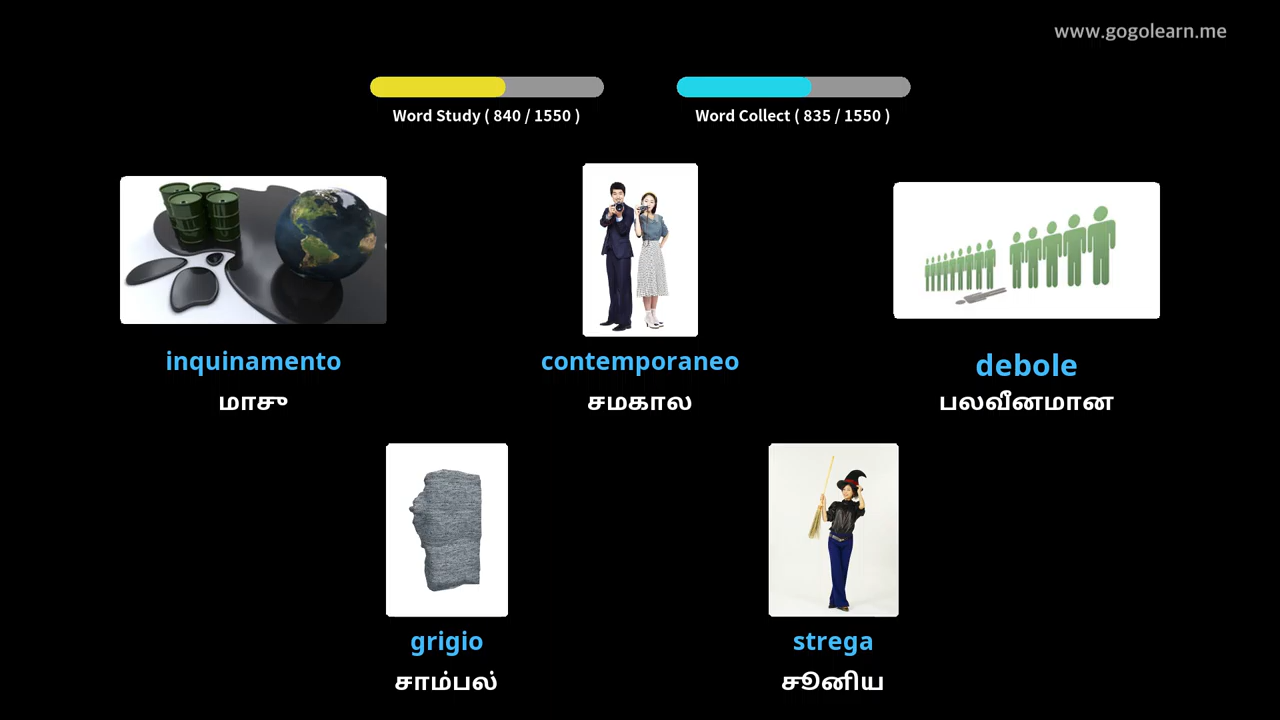 www.gogolearn.me
Word Study ( 840 / 1550 )
Word Collect ( 835 / 1550 )
inquinamento
மாசு
contemporaneo
சமகால
debole
பலவீனமான
grigio
சாம்பல்
strega
சூனிய